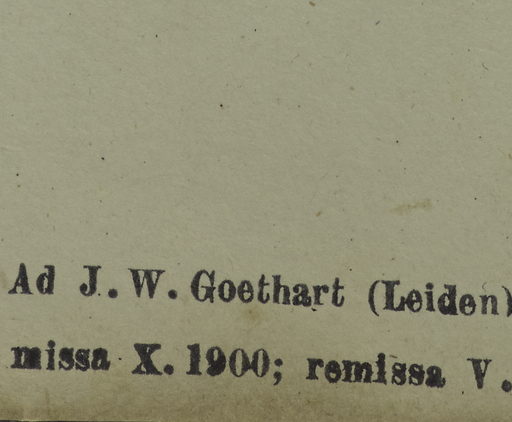 Ad J. W. Goethart (Leiden)
missa X. 1900; remissa V.